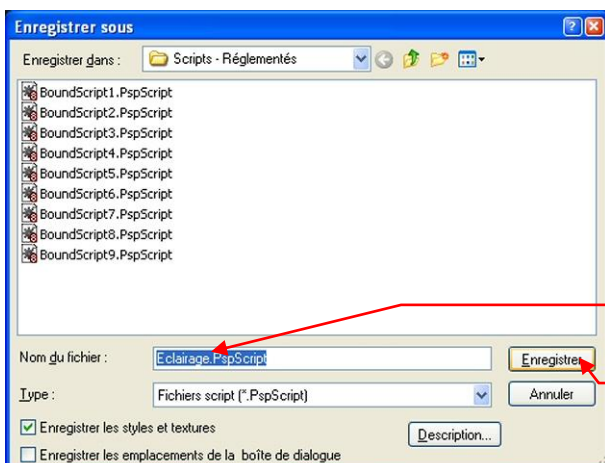 Enregistrer sous
Enregistrer dans : Scripts - Réglementés
BoundScript1.PspScript
BoundScript2.PspScript
BoundScript3.PspScript
BoundScript4.PspScript
BoundScript5.PspScript
BoundScript6.PspScript
BoundScript7.PspScript
BoundScript8.PspScript
BoundScript9.PspScript
Nom du fichier : Eclairage.PspScript Enregistrer
Type : Fichiers script (*.PspScript) Annuler
Enregistrer les styles et textures Description...
Enregistrer les emplacements de la boîte de dialogue